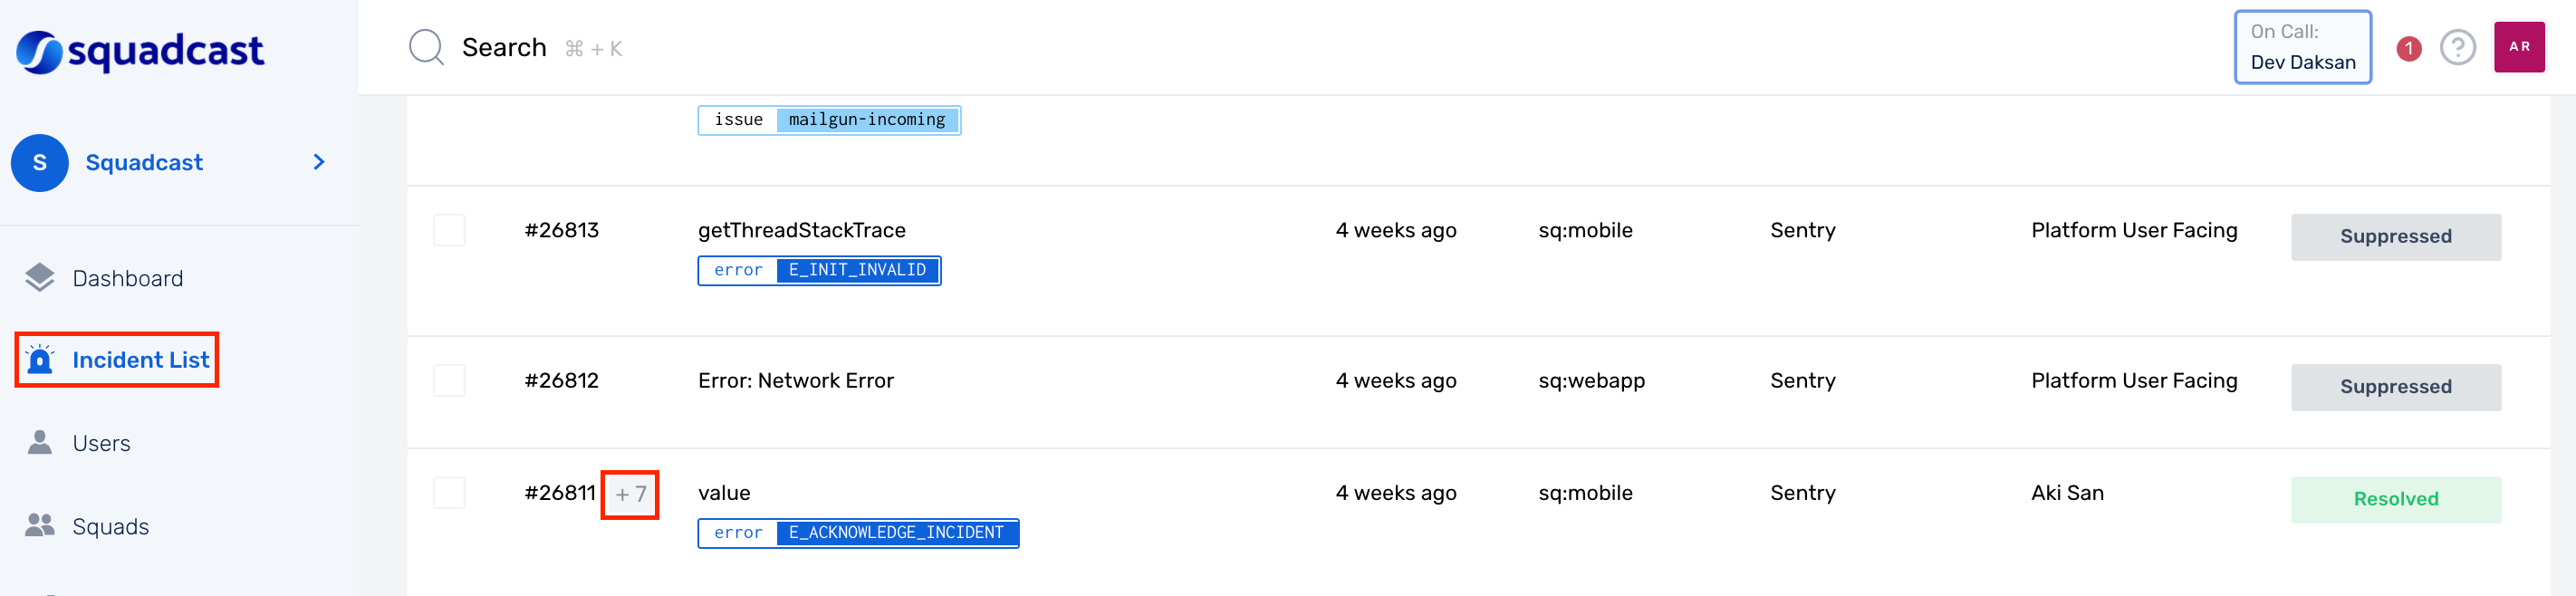 squadcast
Search ⌘ + K
On Call:
Dev Daksan
1
?
AR
S
Squadcast
Dashboard
Incident List
Users
Squads
issue mailgun-incoming
#26813 getThreadStackTrace 4 weeks ago sq:mobile Sentry Platform User Facing Suppressed
error E_INIT_INVALID
#26812 Error: Network Error 4 weeks ago sq:webapp Sentry Platform User Facing Suppressed
#26811 + 7 value 4 weeks ago sq:mobile Sentry Aki San Resolved
error E_ACKNOWLEDGE_INCIDENT